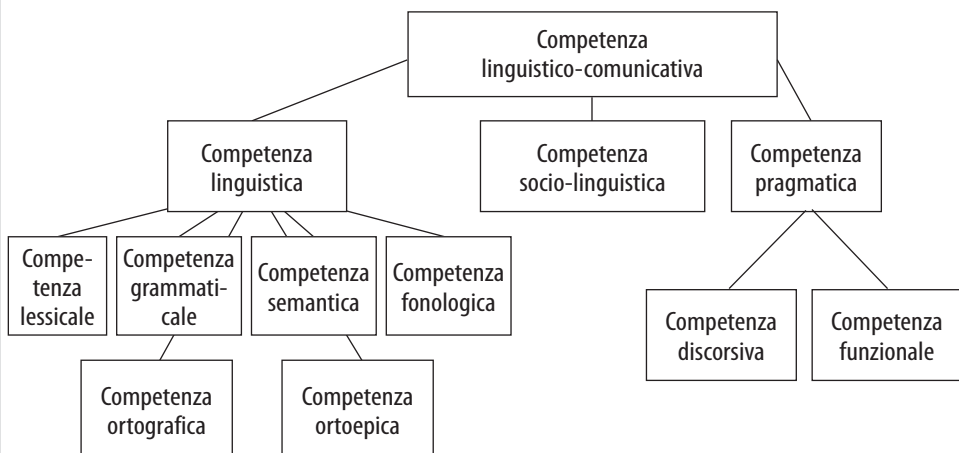 Competenza
linguistico-comunicativa
Competenza
linguistica
Competenza
socio-linguistica
Competenza
pragmatica
Compe-
tenza
lessicale
Competenza
grammati-
cale
Competenza
semantica
Competenza
fonologica
Competenza
discorsiva
Competenza
funzionale
Competenza
ortografica
Competenza
ortoepica